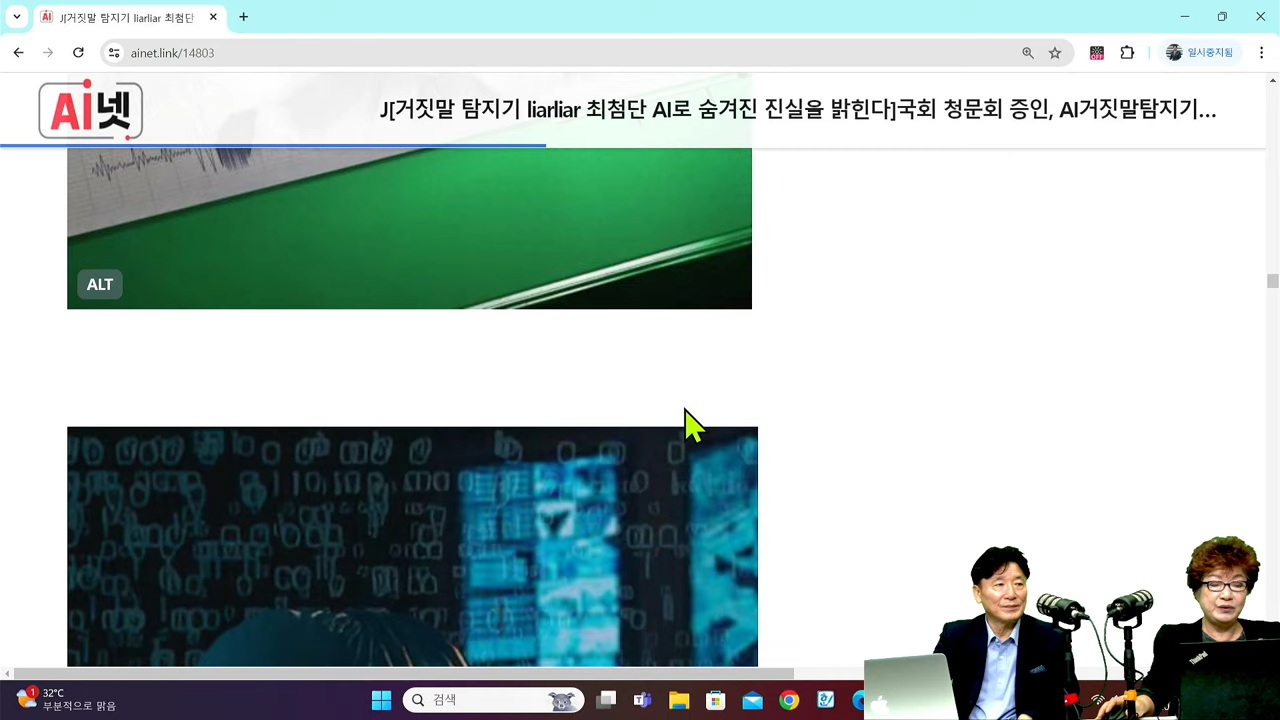 J[거짓말 탐지기 liarliar 최첨단
ainet.link/14803
일시중지됨
OFF
Ai넷
J[거짓말 탐지기 liarliar 최첨단 AI로 숨겨진 진실을 밝힌다]국회 청문회 증인, AI거짓말탐지기...
ALT
ThinkPad
1
32°C
부분적으로 맑음
검색